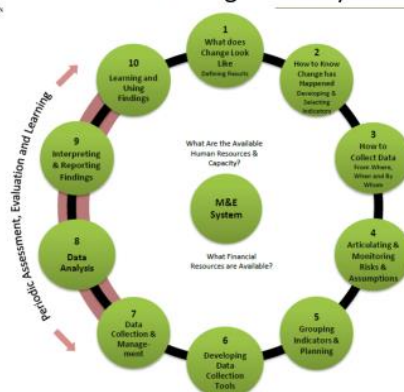 1
What does
Change Look
Like
Defining Results
2
How to Know
Change has
Happened
Developing &
Selecting
Indicators
3
How to
Collect Data
From Where,
When and By
Whom
4
Articulating &
Monitoring
Risks &
Assumptions
5
Grouping
Indicators &
Planning
6
Developing
Data
Collection
Tools
7
Data
Collection &
Manage-
ment
8
Data
Analysis
9
Interpreting
& Reporting
Findings
10
Learning and
Using
Findings
Periodic Assessment, Evaluation and Learning
What Are the Available
Human Resources &
Capacity?
M&E
System
What Financial
Resources are Available?